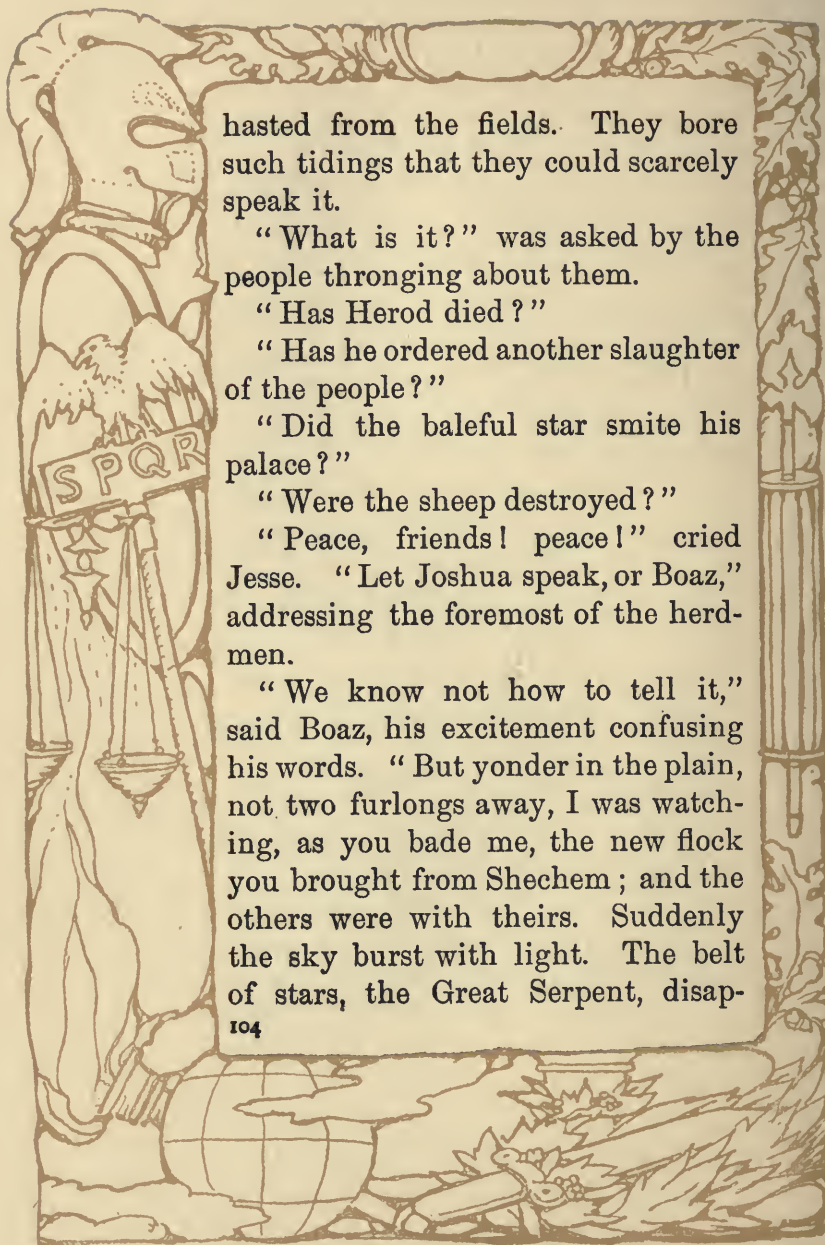 hasted from the fields. They bore
such tidings that they could scarcely
speak it.
“What is it?” was asked by the
people thronging about them.
“Has Herod died?”
“Has he ordered another slaughter
of the people?”
“Did the baleful star smite his
palace?”
“Were the sheep destroyed?”
“Peace, friends! peace!” cried
Jesse. “Let Joshua speak, or Boaz,”
addressing the foremost of the herd-
men.
“We know not how to tell it,”
said Boaz, his excitement confusing
his words. “But yonder in the plain,
not two furlongs away, I was watch-
ing, as you bade me, the new flock
you brought from Shechem; and the
others were with theirs. Suddenly
the sky burst with light. The belt
of stars, the Great Serpent, disap-
104
SPQR